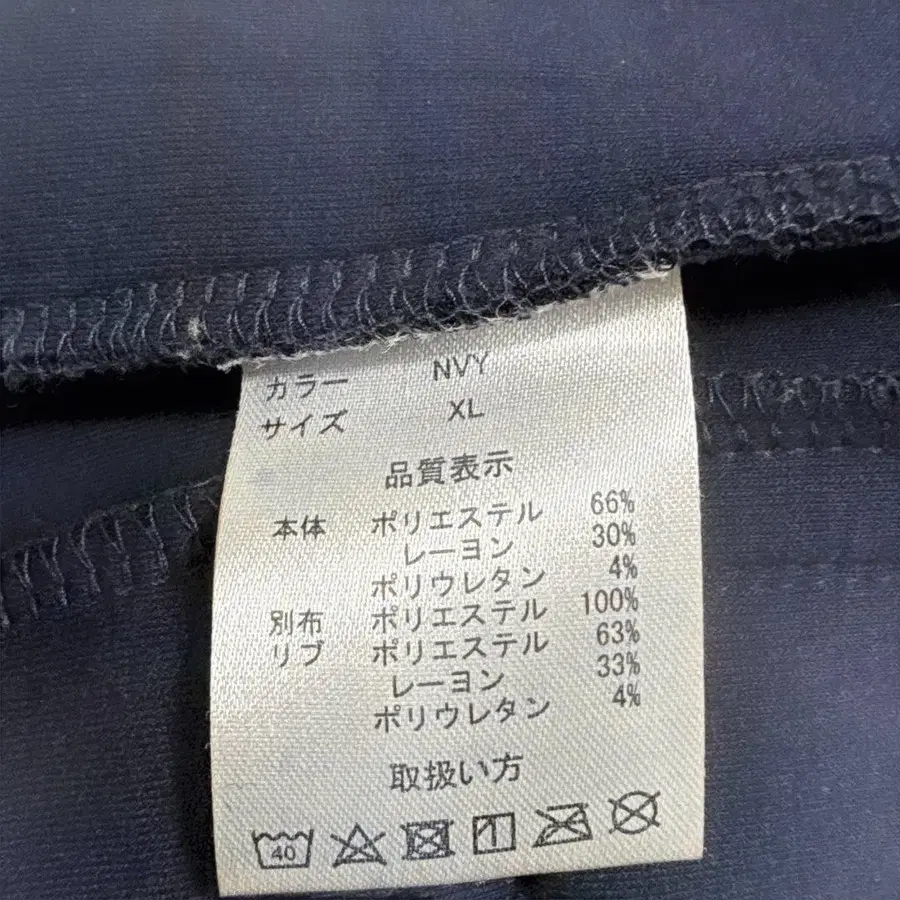 カラー NVY
サイズ XL
品質表示
本体 ポリエステル 66%
レーヨン 30%
ポリウレタン 4%
別布 ポリエステル 100%
リブ ポリエステル 63%
レーヨン 33%
ポリウレタン 4%
取扱い方
40